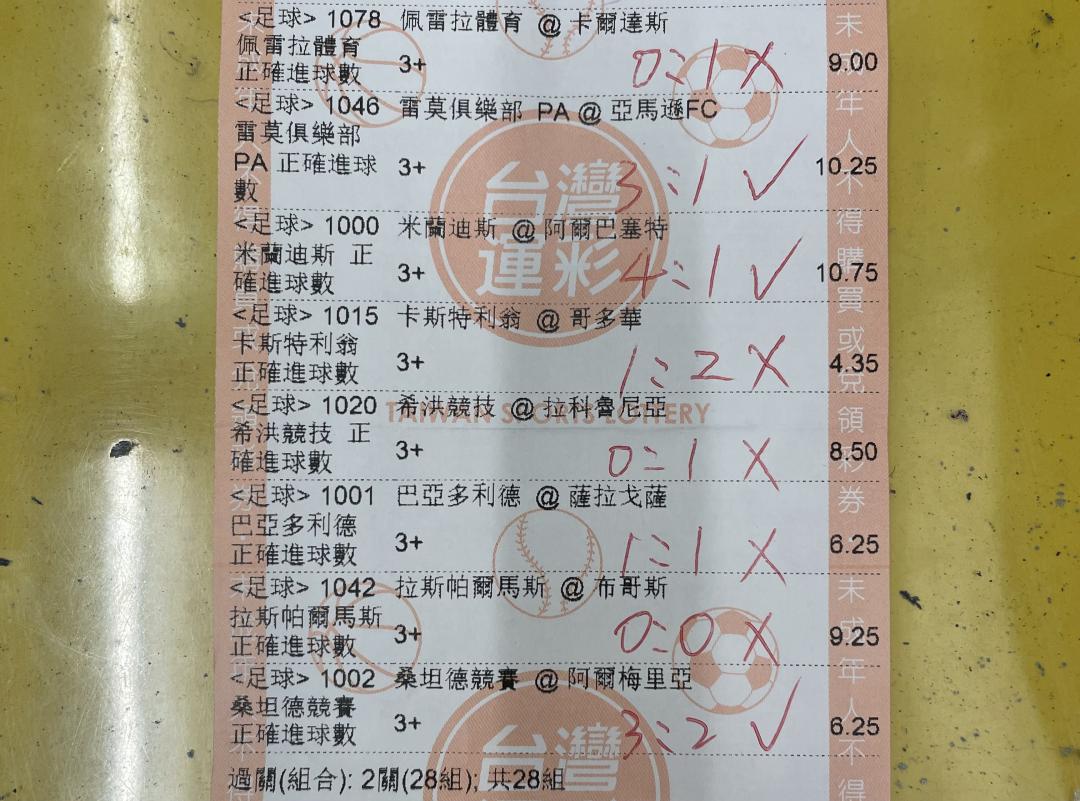 <足球> 1078 佩雷拉體育 @ 卡爾達斯
佩雷拉體育
正確進球數 3+ 0:1 X 9.00
<足球> 1046 雷莫俱樂部 PA @ 亞馬遜FC
雷莫俱樂部
PA 正確進球 3+ 3:1 ✓ 10.25
數
<足球> 1000 米蘭迪斯 @ 阿爾巴塞特
米蘭迪斯 正
確進球數 3+ 4:1 ✓ 10.75
<足球> 1015 卡斯特利翁 @ 哥多華
卡斯特利翁
正確進球數 3+ 1:2 X 4.35
<足球> 1020 希洪競技 @ 拉科魯尼亞
希洪競技 正
確進球數 3+ 0:1 X 8.50
<足球> 1001 巴亞多利德 @ 薩拉戈薩
巴亞多利德
正確進球數 3+ 1:1 X 6.25
<足球> 1042 拉斯帕爾馬斯 @ 布哥斯
拉斯帕爾馬斯
正確進球數 3+ 0:0 X 9.25
<足球> 1002 桑坦德競賽 @ 阿爾梅里亞
桑坦德競賽
正確進球數 3+ 3:2 ✓ 6.25
過關(組合): 2關(28組); 共28組
台灣
運彩
TAIWAN SPORTS LOTTERY
台灣
未成年人不得購買或兌領彩券
未成年人不得